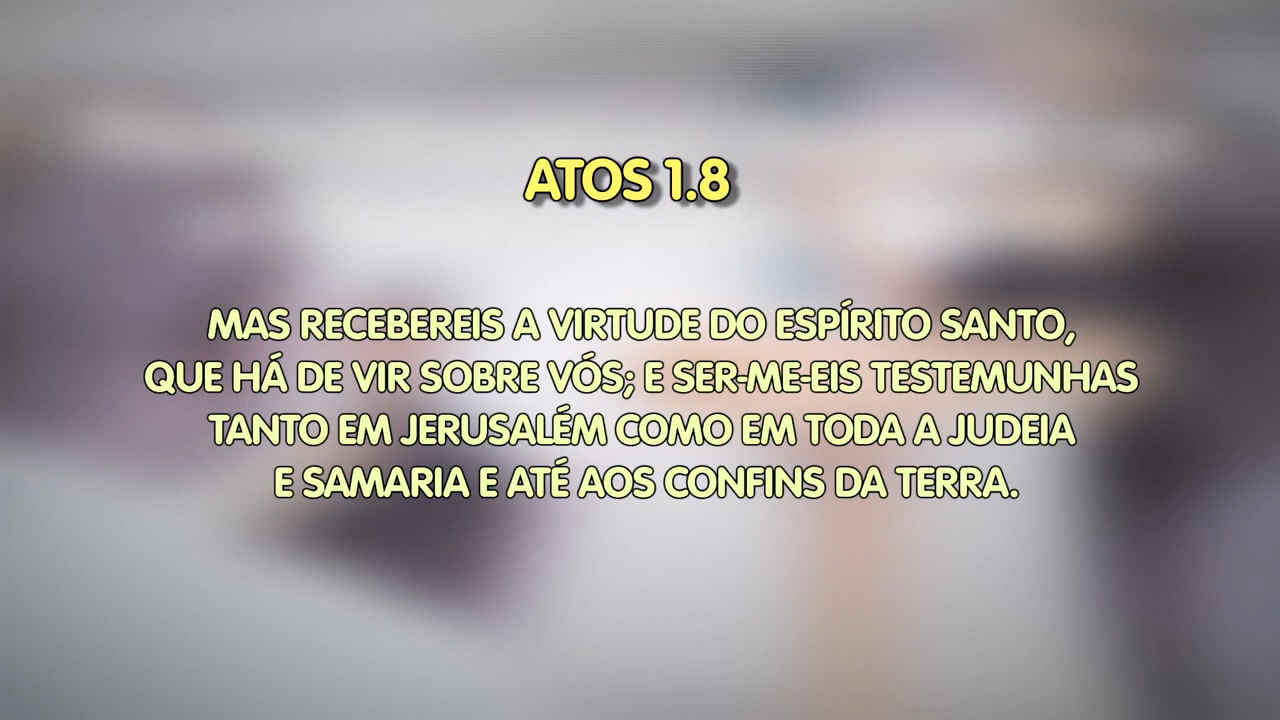 ATOS 1.8
MAS RECEBEREIS A VIRTUDE DO ESPÍRITO SANTO,
QUE HÁ DE VIR SOBRE VÓS; E SER-ME-EIS TESTEMUNHAS
TANTO EM JERUSALÉM COMO EM TODA A JUDEIA
E SAMARIA E ATÉ AOS CONFINS DA TERRA.